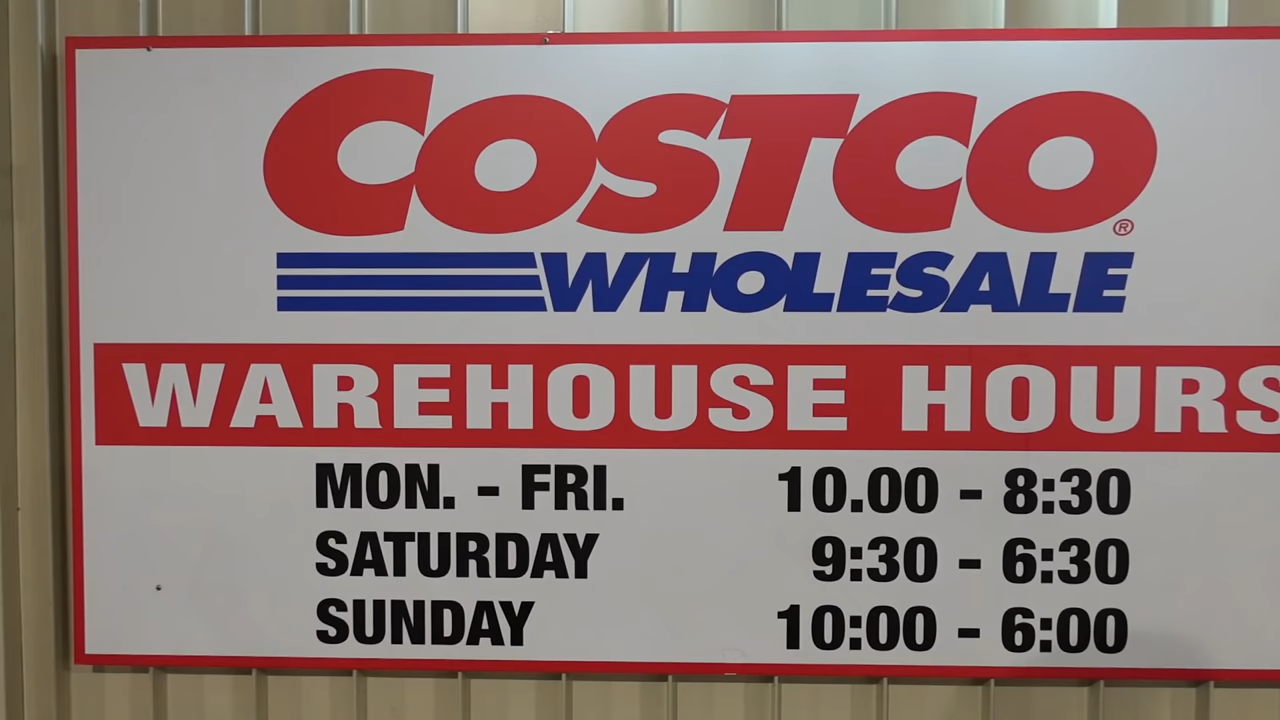 COSTCO ®
WHOLESALE
WAREHOUSE HOURS
MON. - FRI. 10.00 - 8:30
SATURDAY 9:30 - 6:30
SUNDAY 10:00 - 6:00